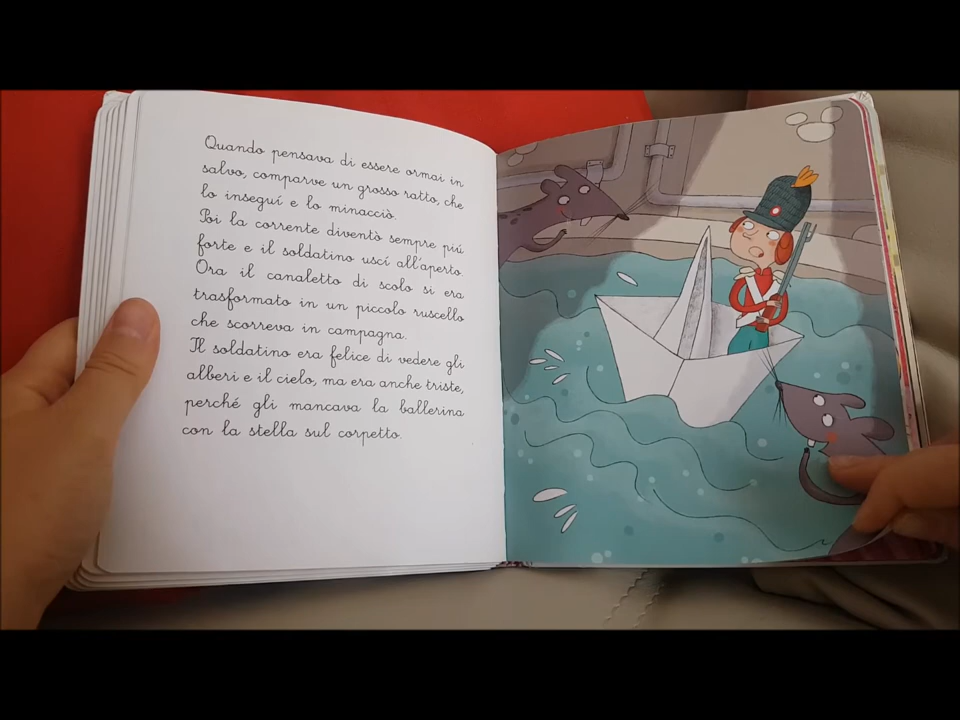 Quando pensava di essere ormai in
salvo, comparve un grosso ratto, che
lo inseguí e lo minacciò.
Poi la corrente diventò sempre piú
forte e il soldatino uscí all'aperto.
Ora il canaletto di scolo si era
trasformato in un piccolo ruscello
che scorreva in campagna.
Il soldatino era felice di vedere gli
alberi e il cielo, ma era anche triste,
perché gli mancava la ballerina
con la stella sul corpetto.